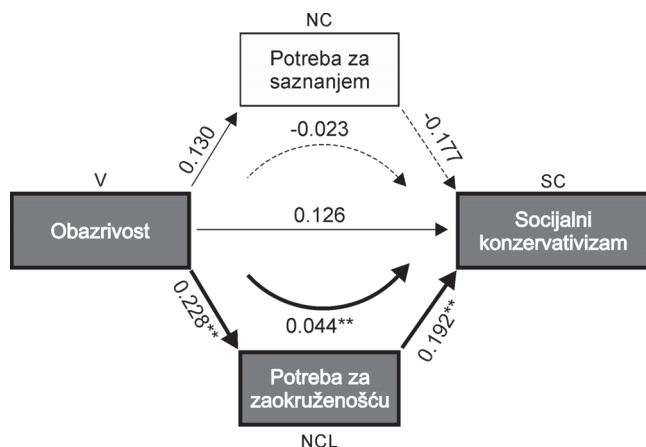 NC
Potreba za
saznanjem
0.130
-0.023
-0.177
V
SC
Obazrivost
0.126
Socijalni
konzervativizam
0.228**
0.044**
0.192**
Potreba za
zaokruženošću
NCL